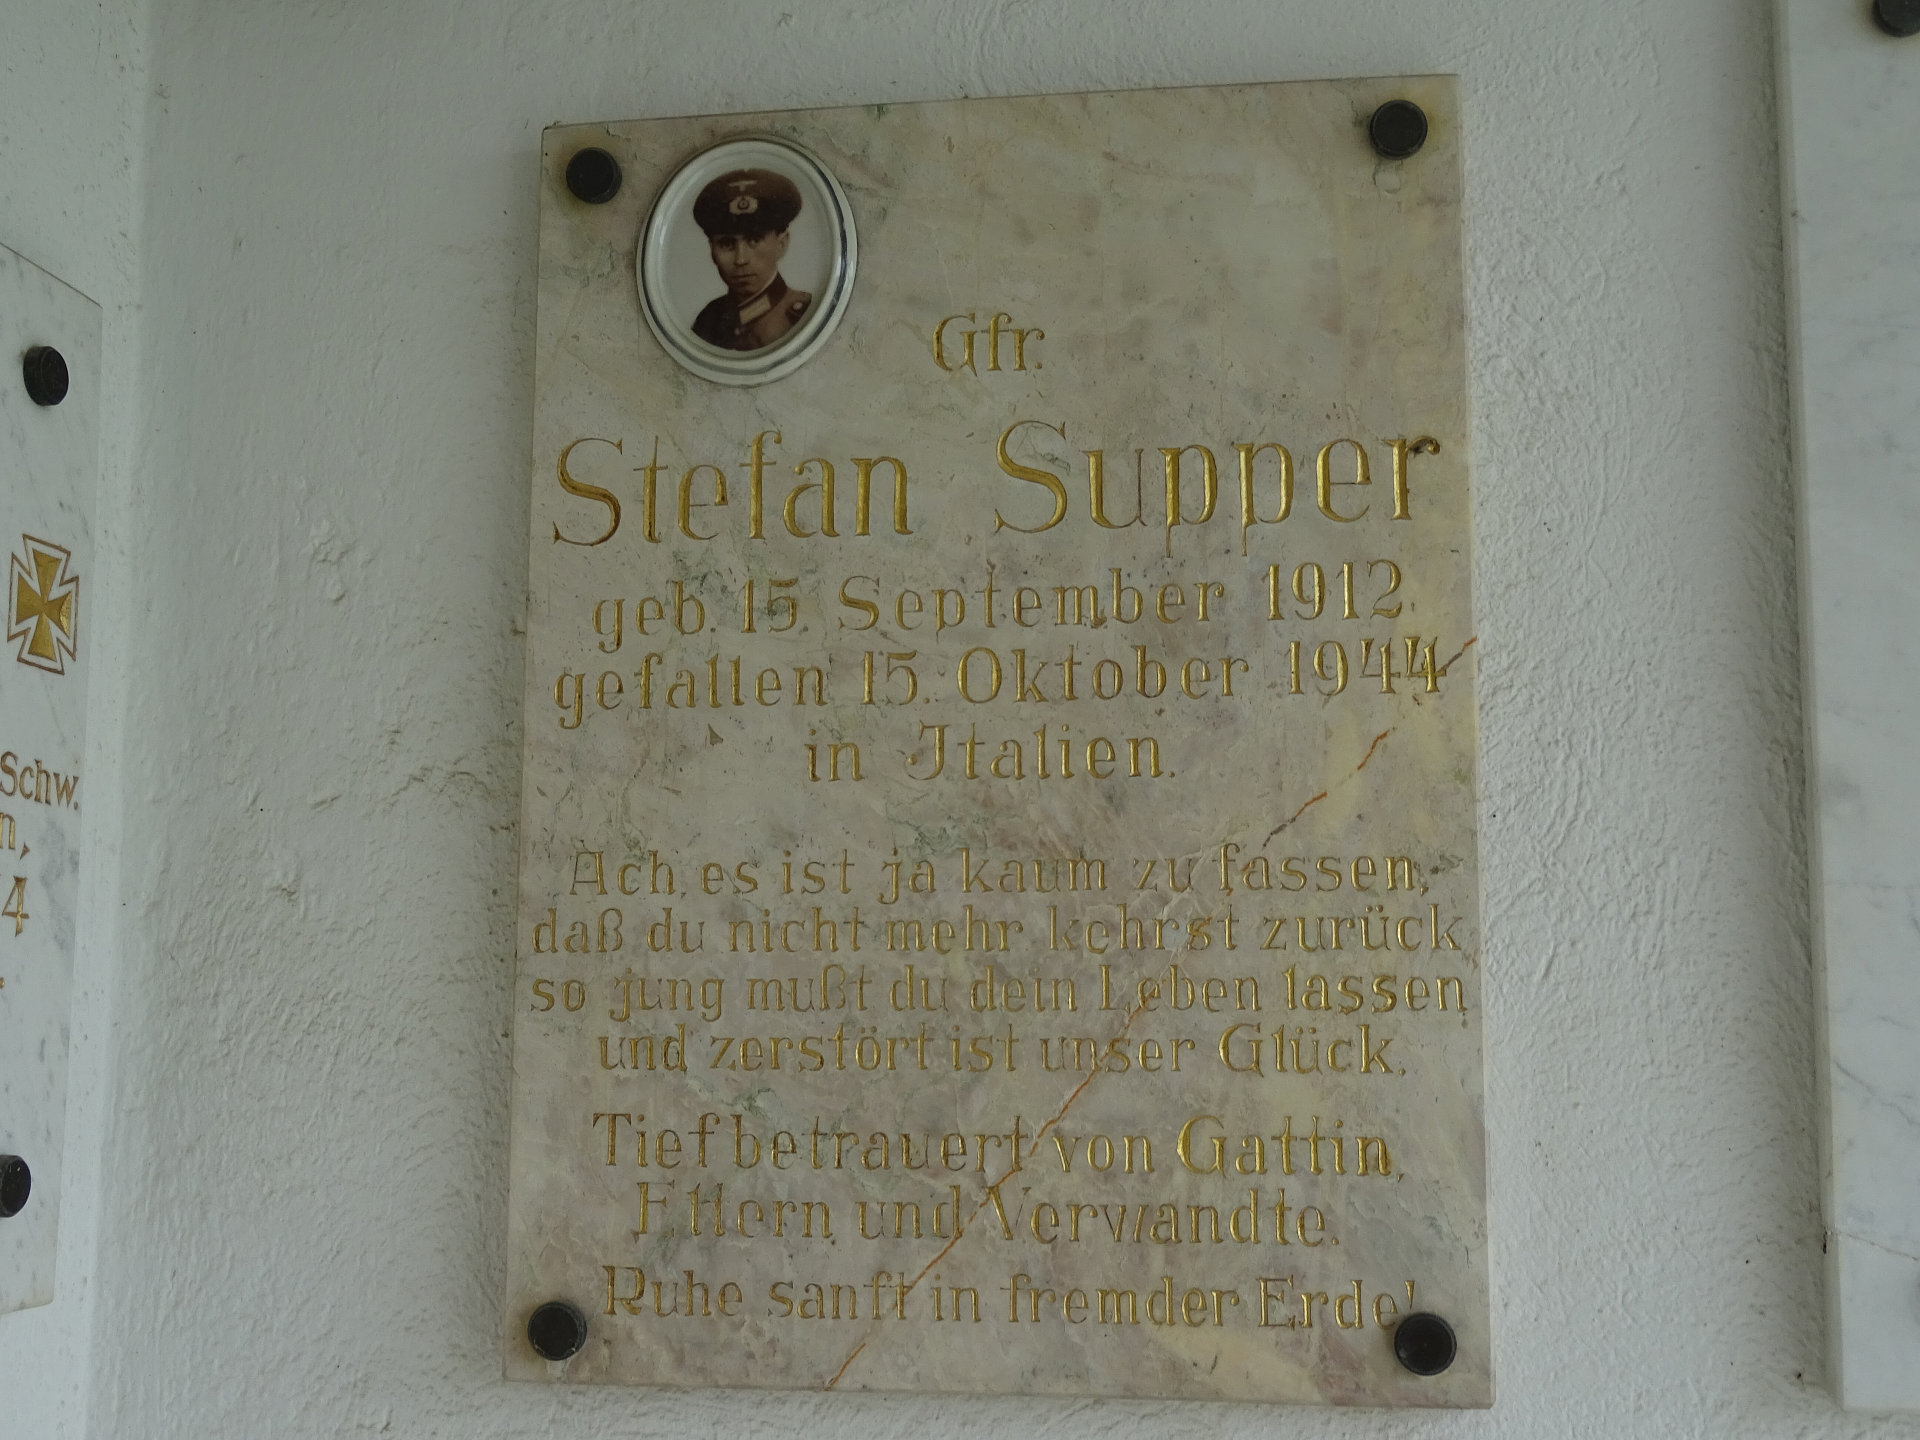 Gfr.
Stefan Supper
geb. 15. September 1912
gefallen 15. Oktober 1944
in Jtalien.
Ach, es ist ja kaum zu fassen,
daß du nicht mehr kehrst zurück,
so jung mußt du dein Leben lassen
und zerstört ist unser Glück.
Tief betrauert von Gattin,
Eltern und Verwandte.
Ruhe sanft in fremder Erde!
Schw.
n,
4